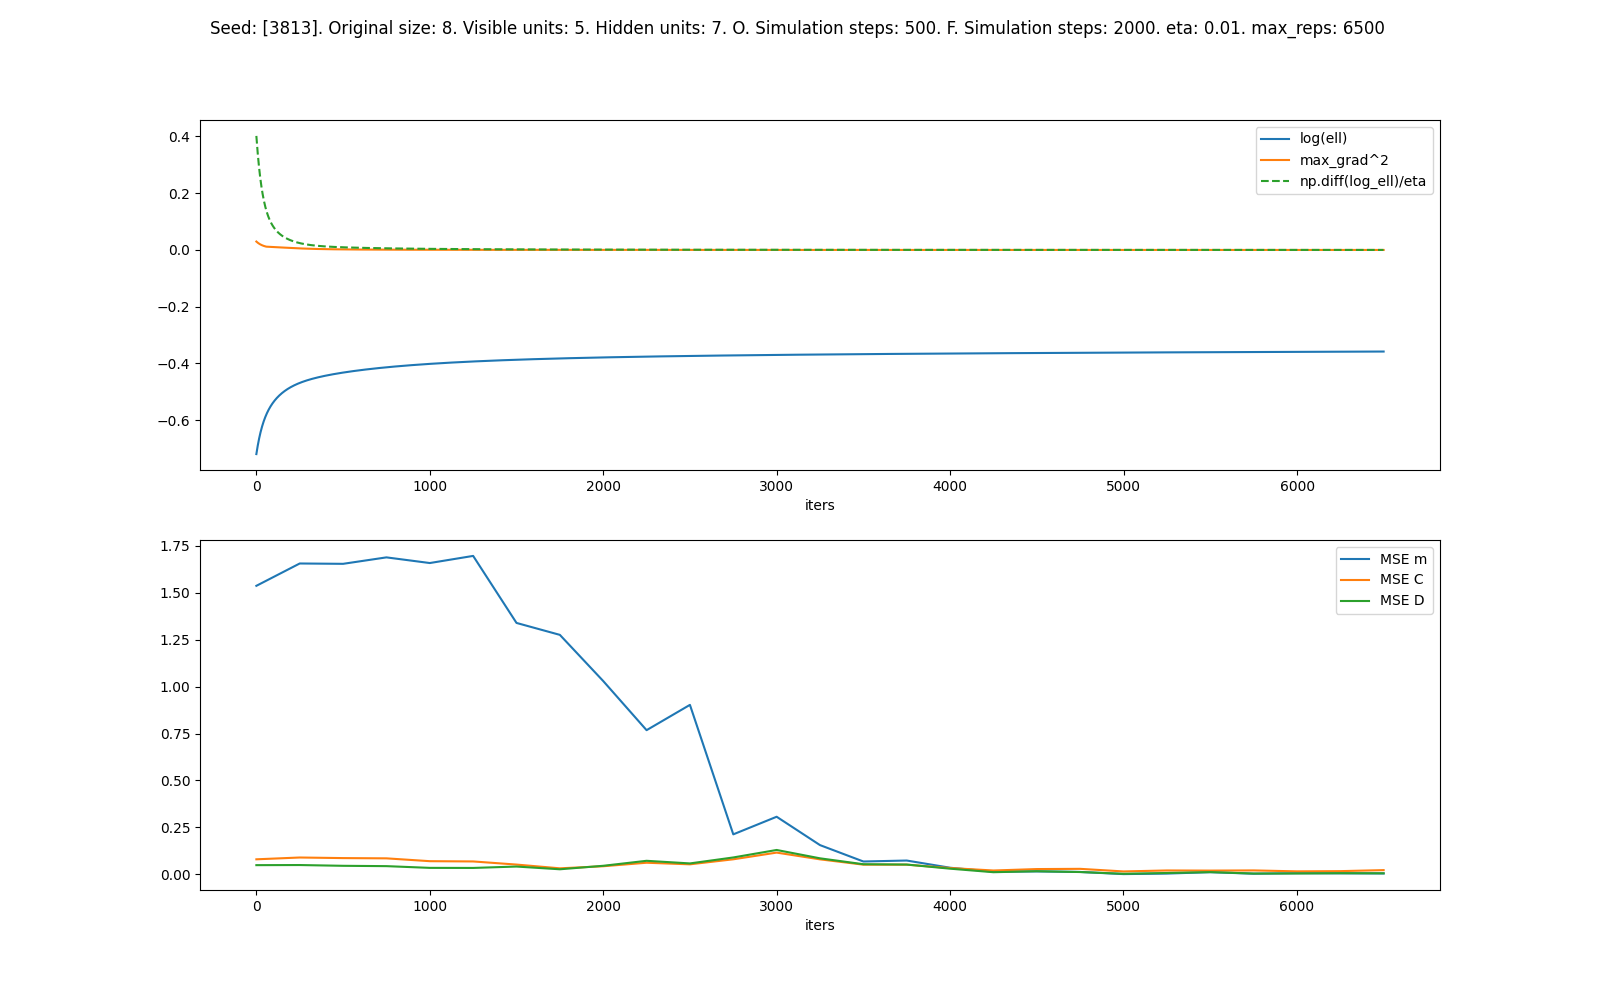 Seed: [3813]. Original size: 8. Visible units: 5. Hidden units: 7. O. Simulation steps: 500. F. Simulation steps: 2000. eta: 0.01. max_reps: 6500
0.4
0.2
0.0
−0.2
−0.4
−0.6
log(ell)
max_grad^2
np.diff(log_ell)/eta
0 1000 2000 3000 4000 5000 6000
iters
1.75
1.50
1.25
1.00
0.75
0.50
0.25
0.00
MSE m
MSE C
MSE D
0 1000 2000 3000 4000 5000 6000
iters